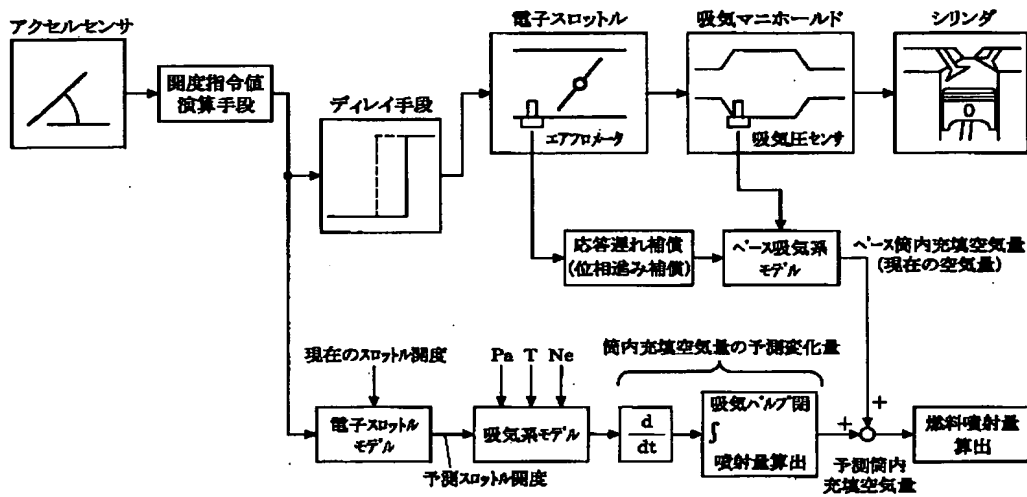 アクセルセンサ
開度指令値
演算手段
ディレイ手段
電子スロットル
エアフロメータ
吸気マニホールド
吸気圧センサ
シリンダ
応答遅れ補償
(位相進み補償)
ベース吸気系
モデル
ベース筒内充填空気量
(現在の空気量)
現在のスロットル開度
電子スロットル
モデル
予測スロットル開度
Pa T Ne
吸気系モデル
筒内充填空気量の予測変化量
d
dt
吸気バルブ閉
∫
噴射量算出
+
+
予測筒内
充填空気量
燃料噴射量
算出